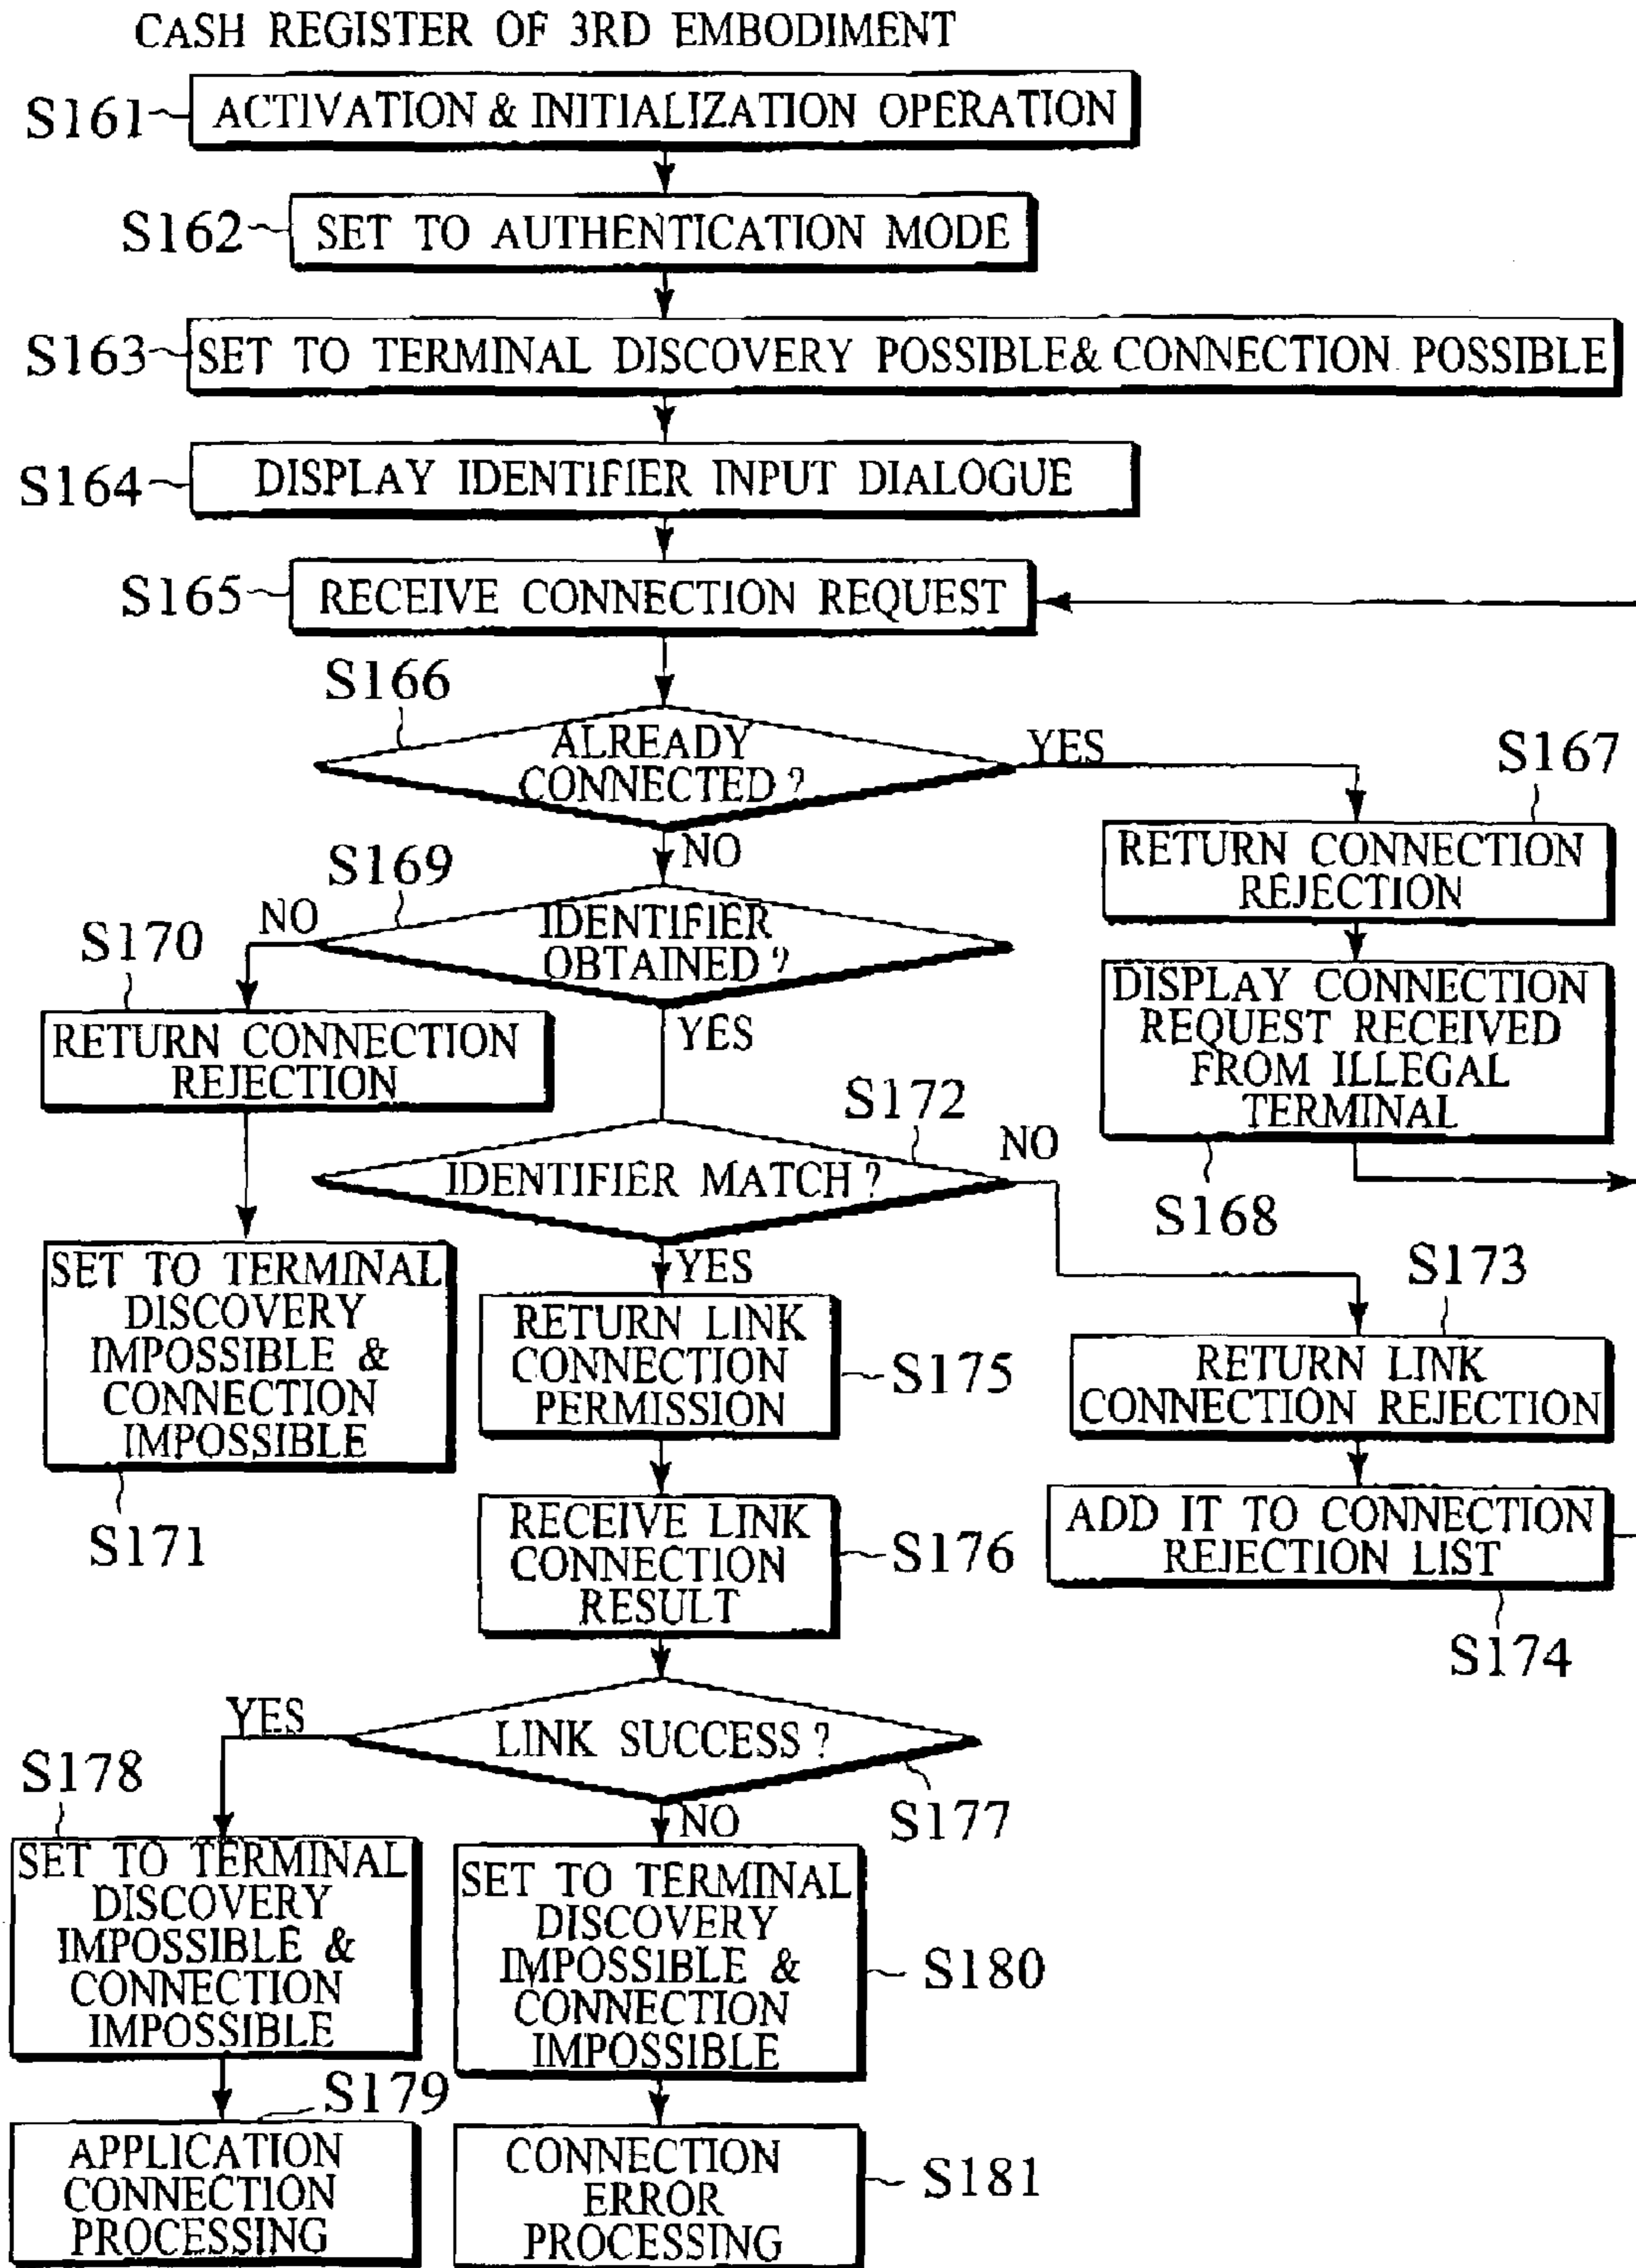 CASH REGISTER OF 3RD EMBODIMENT
S161
ACTIVATION & INITIALIZATION OPERATION
S162
SET TO AUTHENTICATION MODE
S163
SET TO TERMINAL DISCOVERY POSSIBLE& CONNECTION POSSIBLE
S164
DISPLAY IDENTIFIER INPUT DIALOGUE
S165
RECEIVE CONNECTION REQUEST
S166
ALREADY
CONNECTED?
YES
NO
S167
RETURN CONNECTION
REJECTION
DISPLAY CONNECTION
REQUEST RECEIVED
FROM ILLEGAL
TERMINAL
S168
S169
IDENTIFIER
OBTAINED?
NO
YES
S170
RETURN CONNECTION
REJECTION
SET TO TERMINAL
DISCOVERY
IMPOSSIBLE &
CONNECTION
IMPOSSIBLE
S171
S172
IDENTIFIER MATCH?
NO
YES
S173
RETURN LINK
CONNECTION REJECTION
ADD IT TO CONNECTION
REJECTION LIST
S174
RETURN LINK
CONNECTION
PERMISSION
S175
RECEIVE LINK
CONNECTION
RESULT
S176
LINK SUCCESS?
S177
YES
NO
S178
SET TO TERMINAL
DISCOVERY
IMPOSSIBLE &
CONNECTION
IMPOSSIBLE
S179
APPLICATION
CONNECTION
PROCESSING
SET TO TERMINAL
DISCOVERY
IMPOSSIBLE &
CONNECTION
IMPOSSIBLE
S180
CONNECTION
ERROR
PROCESSING
S181